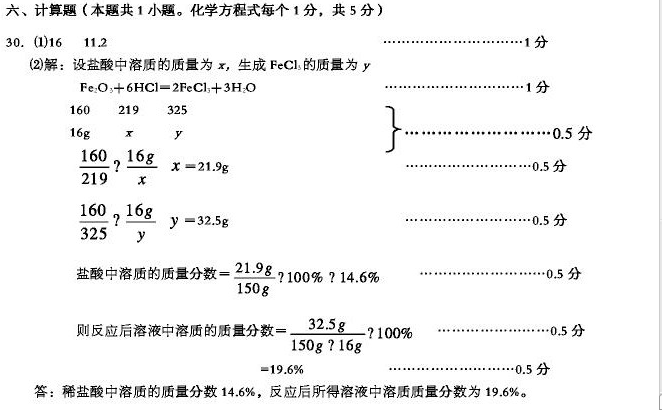 六、计算题（本题共1小题。化学方程式每个1分，共5分）
30. (1)16 11.2 ……………………1分
(2)解：设盐酸中溶质的质量为 x，生成 FeCl₃的质量为 y
Fe₂O₃+6HCl=2FeCl₃+3H₂O ……………………1分
160 219 325
16g x y ……………………0.5分
160/219 ? 16g/x x=21.9g ……………………0.5分
160/325 ? 16g/y y=32.5g ……………………0.5分
盐酸中溶质的质量分数= 21.9g/150g ?100% ? 14.6% ……………………0.5分
则反应后溶液中溶质的质量分数= 32.5g/150g ? 16g ?100% ……………………0.5分
=19.6% ……………………0.5分
答：稀盐酸中溶质的质量分数 14.6%，反应后所得溶液中溶质质量分数为 19.6%。